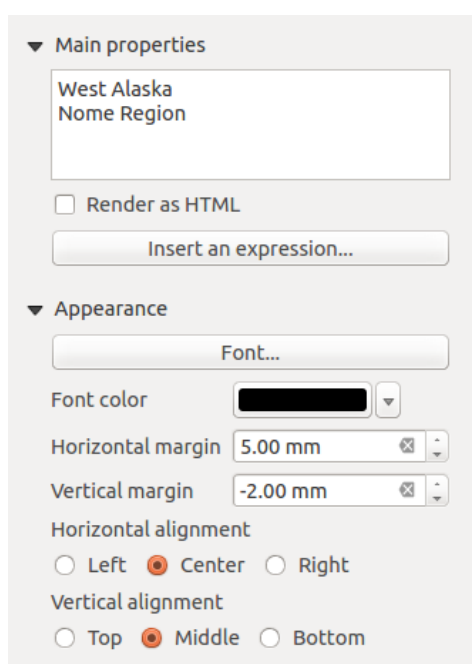 Main properties
West Alaska
Nome Region
Render as HTML
Insert an expression...
Appearance
Font...
Font color
Horizontal margin 5.00 mm
Vertical margin -2.00 mm
Horizontal alignment
Left Center Right
Vertical alignment
Top Middle Bottom